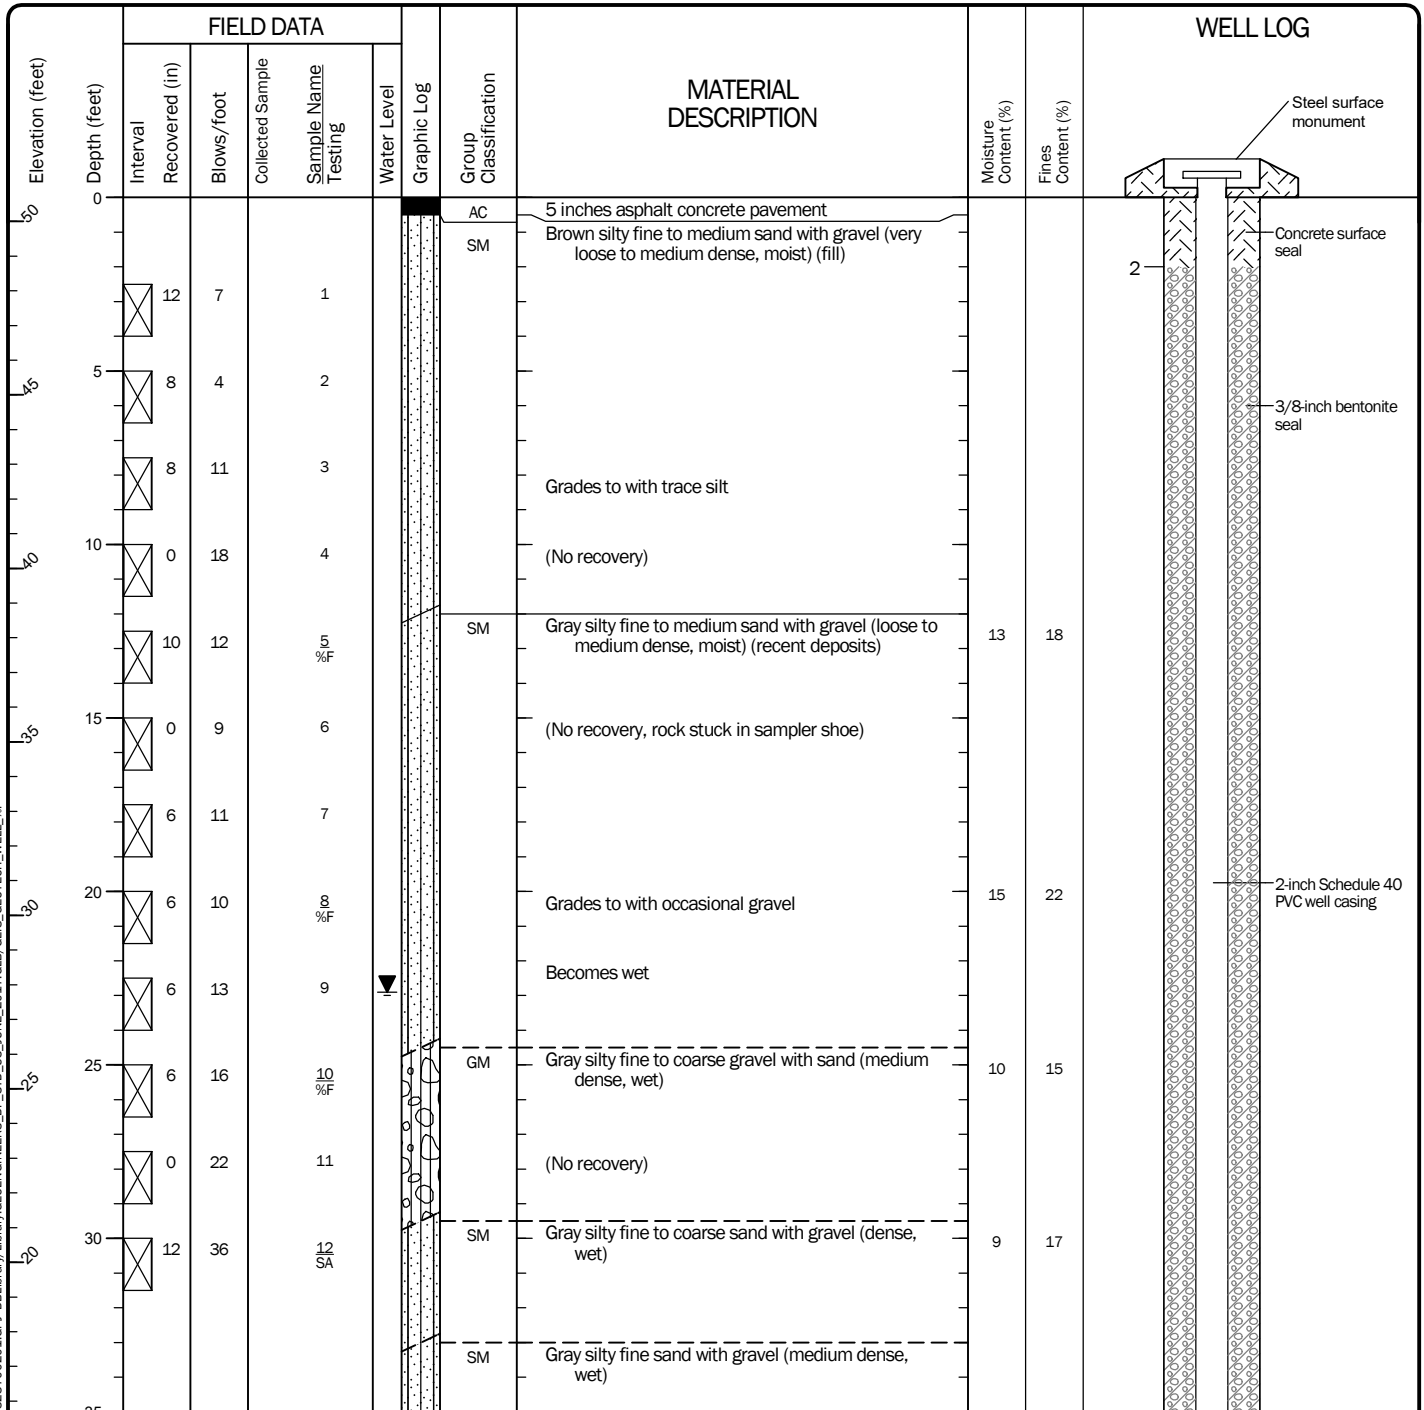 FIELD DATA
WELL LOG
Elevation (feet)
Depth (feet)
Interval
Recovered (in)
Blows/foot
Collected Sample
Sample Name
Testing
Water Level
Graphic Log
Group
Classification
MATERIAL
DESCRIPTION
Moisture
Content (%)
Fines
Content (%)
Steel surface
monument
0
50
AC
5 inches asphalt concrete pavement
SM
Brown silty fine to medium sand with gravel (very
loose to medium dense, moist) (fill)
Concrete surface
seal
2
12 7 1
5
45
8 4 2
3/8-inch bentonite
seal
8 11 3
Grades to with trace silt
10
40
0 18 4
(No recovery)
SM
Gray silty fine to medium sand with gravel (loose to
medium dense, moist) (recent deposits)
10 12 5
%F
13 18
15
35
0 9 6
(No recovery, rock stuck in sampler shoe)
6 11 7
20
30
6 10 8
%F
Grades to with occasional gravel
15 22
2-inch Schedule 40
PVC well casing
Becomes wet
6 13 9
25
25
GM
Gray silty fine to coarse gravel with sand (medium
dense, wet)
6 16 10
%F
10 15
0 22 11
(No recovery)
30
20
SM
Gray silty fine to coarse sand with gravel (dense,
wet)
12 36 12
SA
9 17
SM
Gray silty fine sand with gravel (medium dense,
wet)